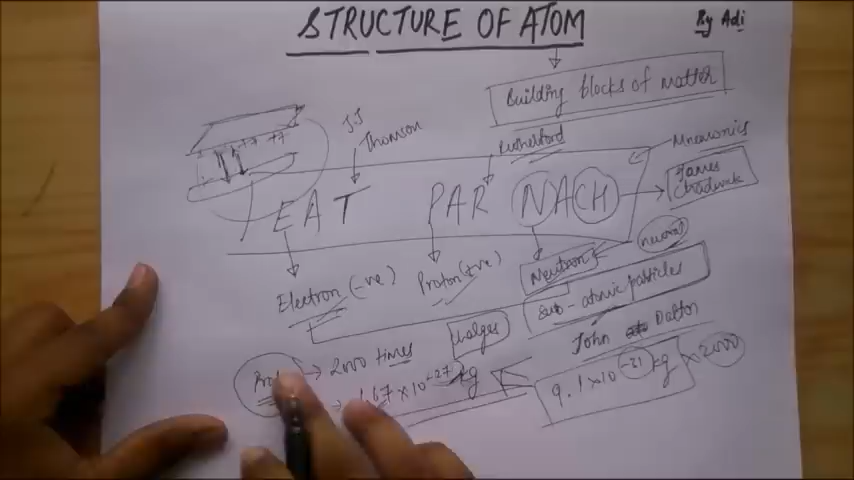 STRUCTURE OF ATOM
By Adi
Building blocks of matter
JJ
Thomson
Rutherford
Mnemonics
James
Chadwick
EAT PAR NACH
Electron (-ve)
Proton (+ve)
Neutron
neutral
Sub-atomic particles
John Dalton
2000 times
1.67 × 10-27 kg
9.1 × 10-21 kg × 2000